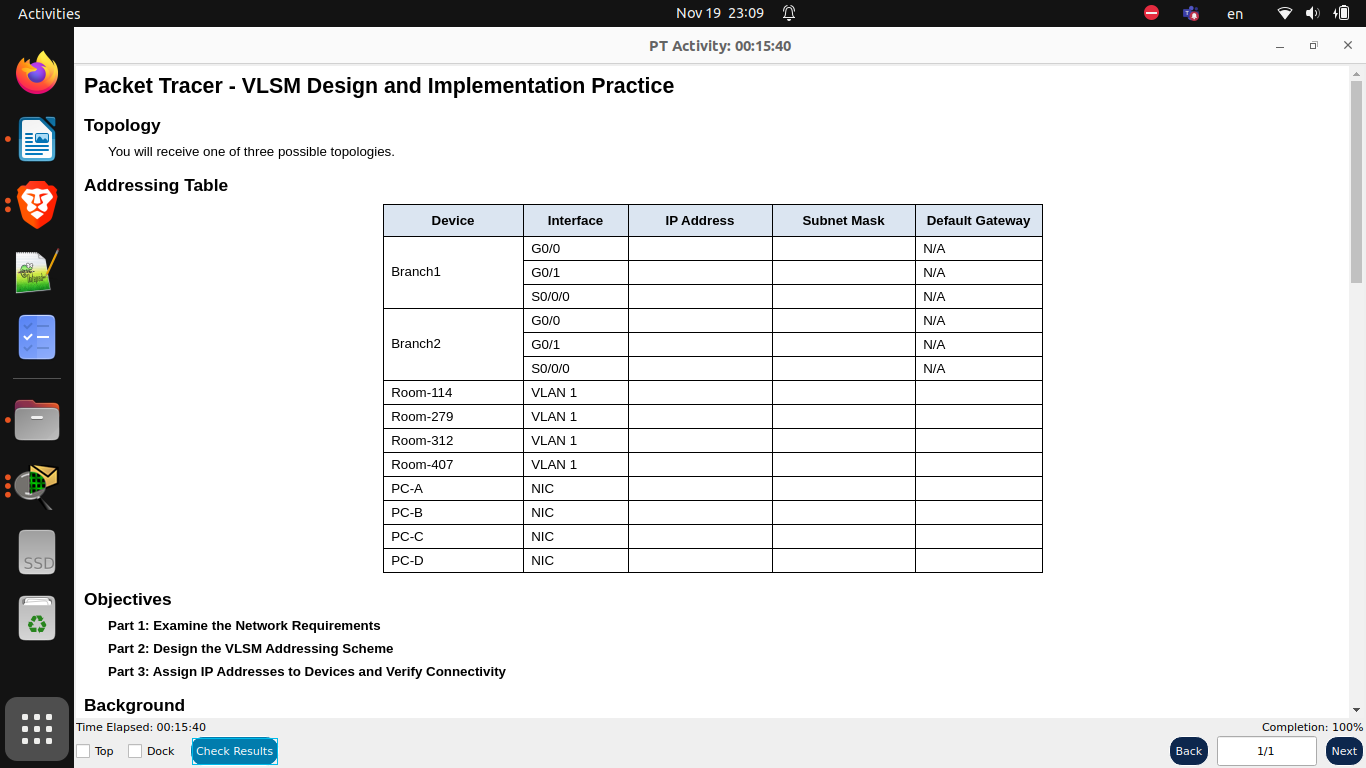 Activities
Nov 19 23:09
en
PT Activity: 00:15:40
Packet Tracer - VLSM Design and Implementation Practice
Topology
You will receive one of three possible topologies.
Addressing Table
Device Interface IP Address Subnet Mask Default Gateway
Branch1 G0/0 N/A
G0/1 N/A
S0/0/0 N/A
Branch2 G0/0 N/A
G0/1 N/A
S0/0/0 N/A
Room-114 VLAN 1
Room-279 VLAN 1
Room-312 VLAN 1
Room-407 VLAN 1
PC-A NIC
PC-B NIC
PC-C NIC
PC-D NIC
Objectives
Part 1: Examine the Network Requirements
Part 2: Design the VLSM Addressing Scheme
Part 3: Assign IP Addresses to Devices and Verify Connectivity
Background
SSD
Time Elapsed: 00:15:40 Completion: 100%
Top Dock Check Results Back 1/1 Next